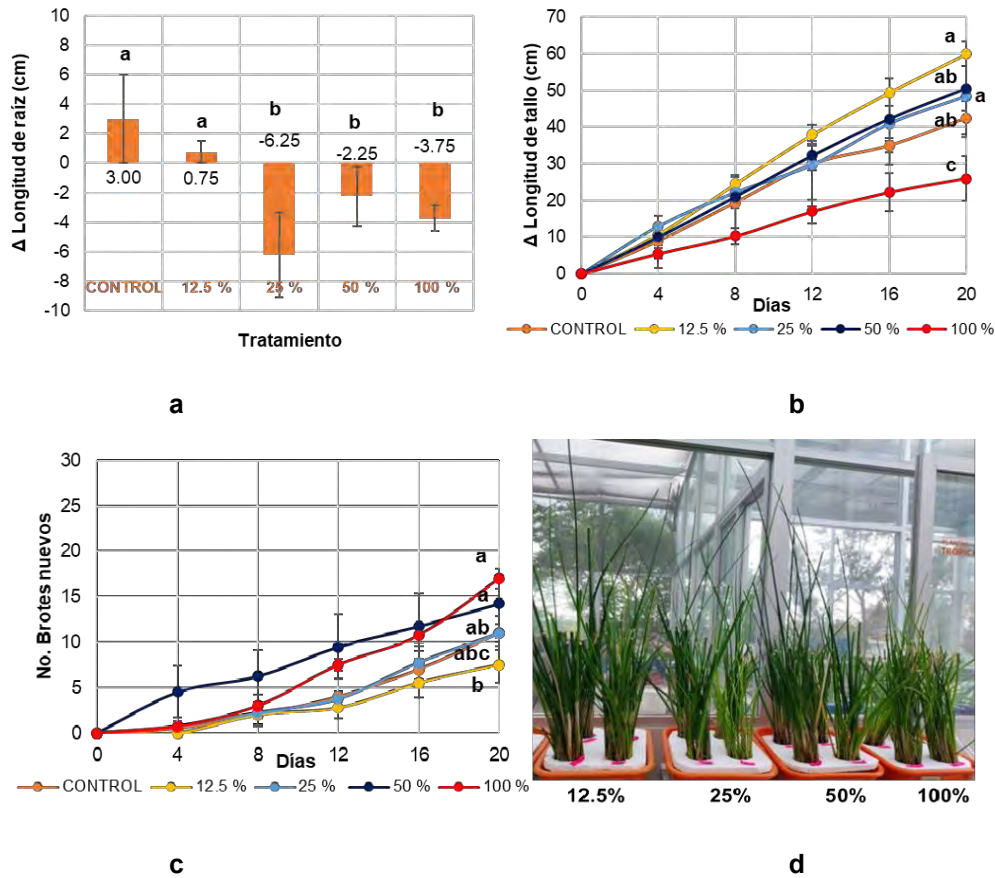 10
8
6
4
2
0
-2
-4
-6
-8
-10
Δ Longitud de raíz (cm)
a
a
b
b
b
3.00
0.75
-6.25
-2.25
-3.75
CONTROL 12.5 % 25 % 50 % 100 %
Tratamiento
a
70
60
50
40
30
20
10
0
Δ Longitud de tallo (cm)
a
ab
a
ab
c
0 4 8 12 16 20
Días
CONTROL 12.5 % 25 % 50 % 100 %
b
30
25
20
15
10
5
0
No. Brotes nuevos
a
a
ab
abc
b
0 4 8 12 16 20
Días
CONTROL 12.5 % 25 % 50 % 100 %
c
12.5% 25% 50% 100%
d